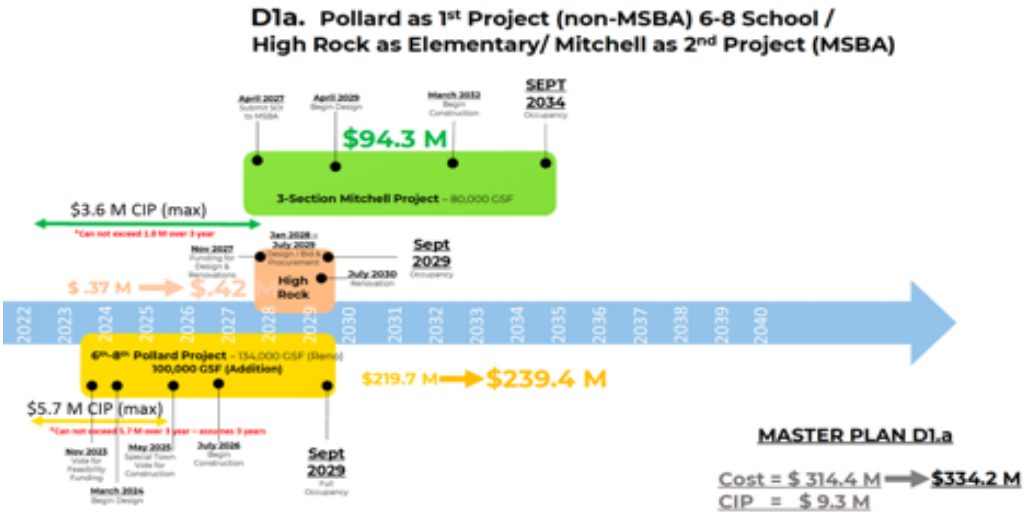 D1a. Pollard as 1st Project (non-MSBA) 6-8 School /
High Rock as Elementary/ Mitchell as 2nd Project (MSBA)
April 2027
Submit SOI
to MSBA
April 2029
Begin Design
March 2032
Begin
Construction
SEPT
2034
Occupancy
$94.3 M
3-Section Mitchell Project – 80,000 GSF
$3.6 M CIP (max)
*Can not exceed 1.8 M over 3 year
Nov 2027
Funding for
Design &
Renovations
Jan 2028 –
July 2029
Design / Bid &
Procurement
High
Rock
Sept
2029
Occupancy
July 2030
Renovation
$ .37 M
$.42 M
2022 2023 2024 2025 2026 2027 2028 2029 2030 2031 2032 2033 2034 2035 2036 2037 2038 2039 2040
6th-8th Pollard Project – 134,000 GSF (Reno)
100,000 GSF (Addition)
$219.7 M
$239.4 M
$5.7 M CIP (max)
*Can not exceed 5.7 M over 3 year – assumes 3 years
Nov 2023
Vote for
Feasibility
Funding
March 2024
Begin Design
May 2025
Special Town
Vote for
Construction
July 2026
Begin
Construction
Sept
2029
Full
Occupancy
MASTER PLAN D1.a
Cost = $ 314.4 M
$334.2 M
CIP = $ 9.3 M